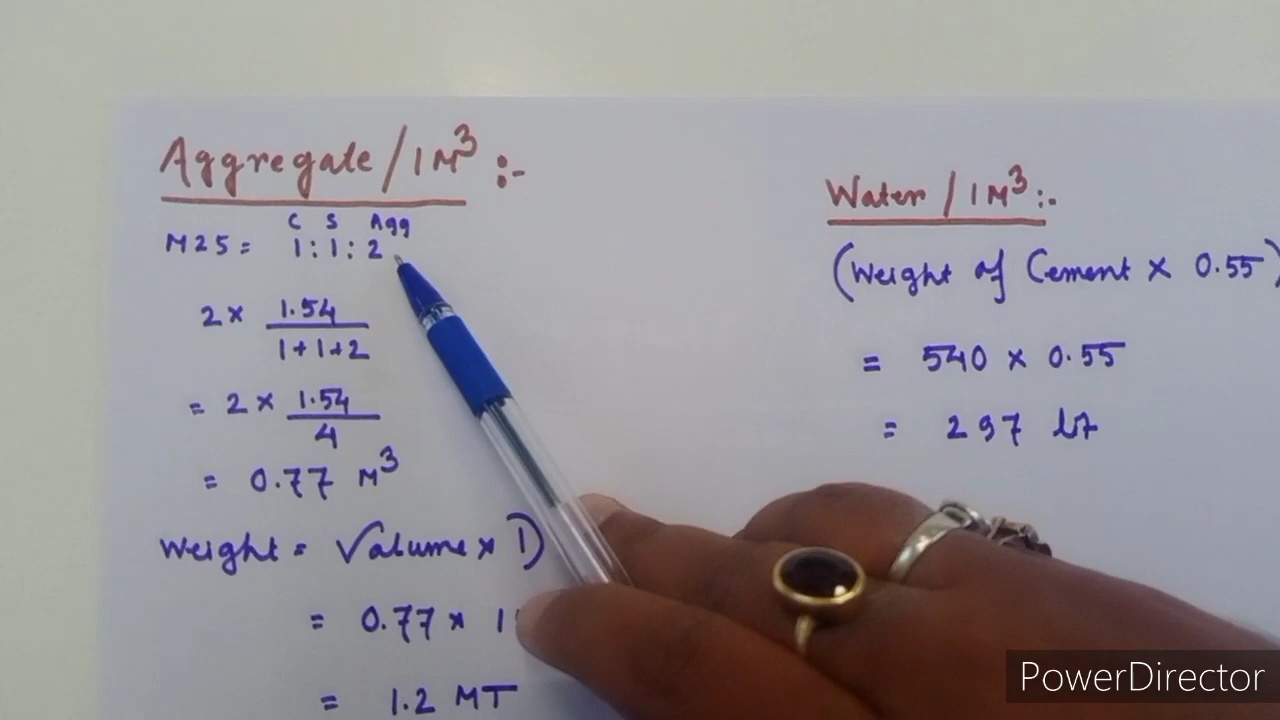 Aggregate / 1M³ :-
C S Agg
M25 = 1 : 1 : 2
2 × 1.54
1+1+2
= 2 × 1.54
4
= 0.77 M³
Weight = Volume × D
= 0.77 ×
= 1.2 MT
Water / 1M³ :-
(Weight of Cement × 0.55)
= 540 × 0.55
= 297 lit
PowerDirector